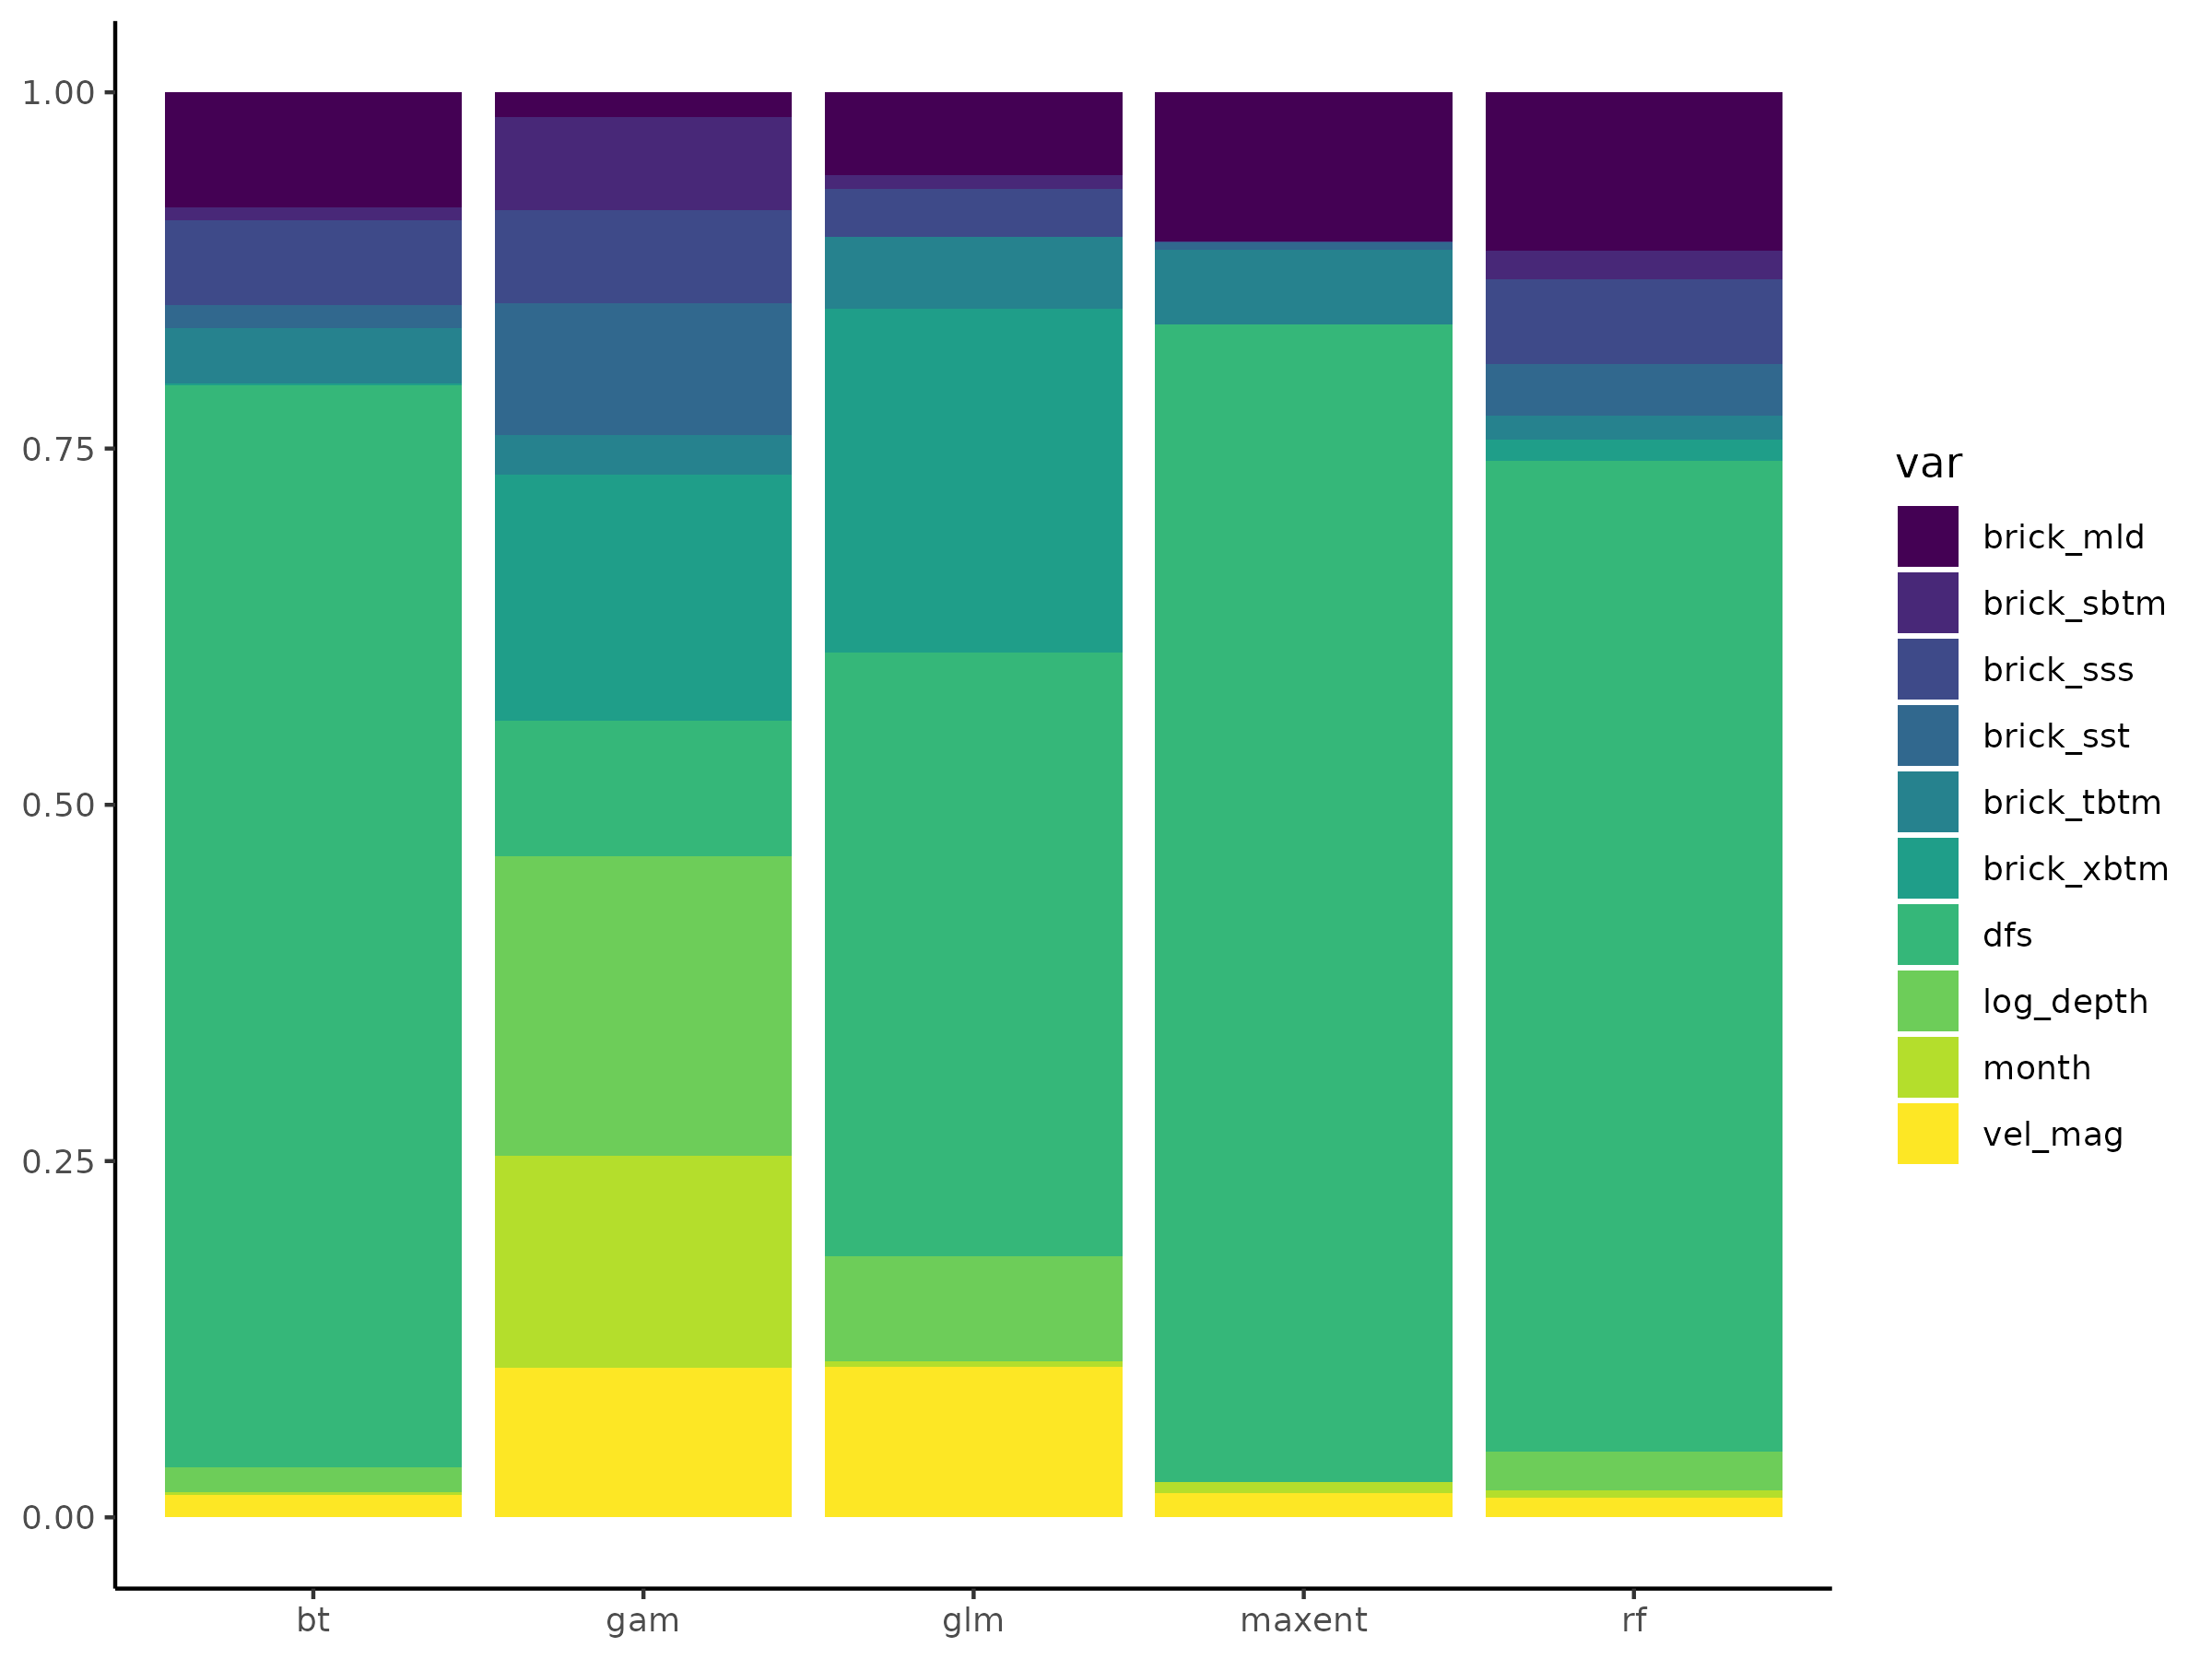 1.00
0.75
0.50
0.25
0.00
bt gam glm maxent rf
var
brick_mld
brick_sbtm
brick_sss
brick_sst
brick_tbtm
brick_xbtm
dfs
log_depth
month
vel_mag